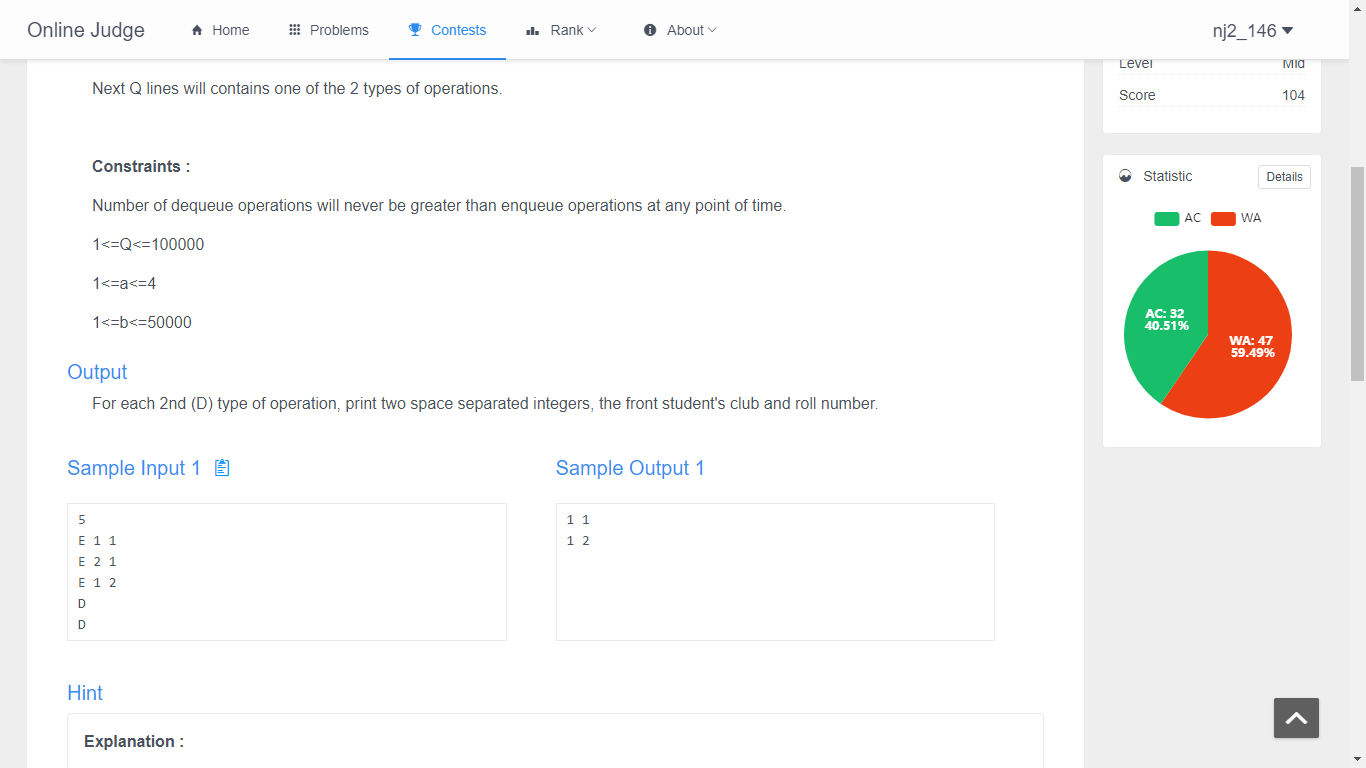 Online Judge
Home
Problems
Contests
Rank
About
nj2_146
Next Q lines will contains one of the 2 types of operations.
Constraints :
Number of dequeue operations will never be greater than enqueue operations at any point of time.
1<=Q<=100000
1<=a<=4
1<=b<=50000
Output
For each 2nd (D) type of operation, print two space separated integers, the front student's club and roll number.
Sample Input 1
5
E 1 1
E 2 1
E 1 2
D
D
Sample Output 1
1 1
1 2
Hint
Explanation :
Level
Mid
Score
104
Statistic
Details
AC
WA
AC: 32
40.51%
WA: 47
59.49%